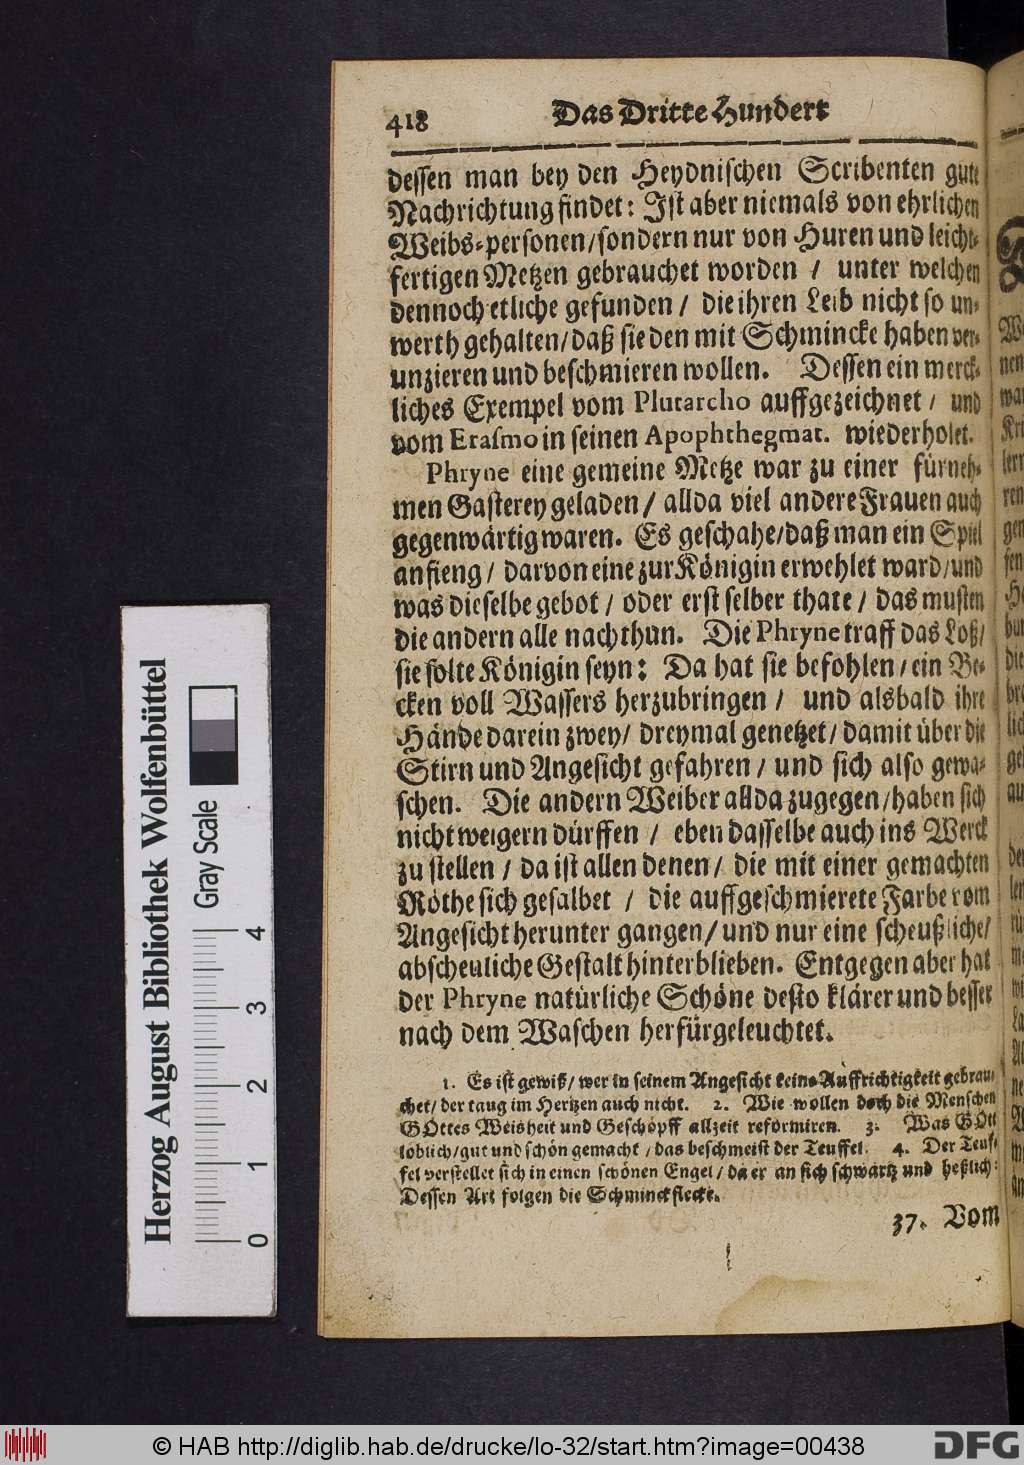 418 Das Dritte Hundert
dessen man bey den Heydnischen Scribenten gute
Nachrichtung findet: Ist aber niemals von ehrlichen
Weibs-personen/sondern nur von Huren und leicht-
fertigen Metzen gebrauchet worden / unter welchen
dennoch etliche gefunden / die ihren Leib nicht so un-
werth gehalten/daß sie den mit Schmincke haben ver-
unzieren und beschmieren wollen. Dessen ein merck-
liches Exempel vom Plutarcho auffgezeichnet / und
vom Erasmo in seinen Apophthegmat. wiederholet.
Phryne eine gemeine Metze war zu einer fürneh-
men Gasterey geladen / allda viel andere Frauen auch
gegenwärtig waren. Es geschahe/daß man ein Spiel
anfieng / darvon eine zur Königin erwehlet ward/und
was dieselbe gebot / oder erst selber thate / das musten
die andern alle nachthun. Die Phryne traff das Loß/
sie solte Königin seyn: Da hat sie befohlen / ein Be-
cken voll Wassers herzubringen / und alsbald ihre
Hände darein zwey/ dreymal genetzet/ damit über die
Stirn und Angesicht gefahren / und sich also gewa-
schen. Die andern Weiber allda zugegen/haben sich
nicht weigern dürffen / eben dasselbe auch ins Werck
zu stellen / da ist allen denen / die mit einer gemachten
Röthe sich gesalbet / die auffgeschmierete Farbe vom
Angesicht herunter gangen/ und nur eine scheußliche/
abscheuliche Gestalt hinterblieben. Entgegen aber hat
der Phryne natürliche Schöne desto klärer und besser
nach dem Waschen herfürgeleuchtet.
1. Es ist gewiß/ wer in seinem Angesicht keine Auffrichtigkeit gebrau-
chet/ der taug im Hertzen auch nicht. 2. Wie wollen doch die Menschen
GOttes Weisheit und Geschöpff allzeit reformiren. 3. Was GOtt
löblich/gut und schön gemacht / das beschmeist der Teuffel. 4. Der Teuf-
fel verstellet sich in einen schönen Engel / da er an sich schwartz und heßlich:
Dessen Art folgen die Schminckflecke.
37. Vom
Herzog August Bibliothek Wolfenbüttel
Gray Scale
0 1 2 3 4
© HAB http://diglib.hab.de/drucke/lo-32/start.htm?image=00438
DFG